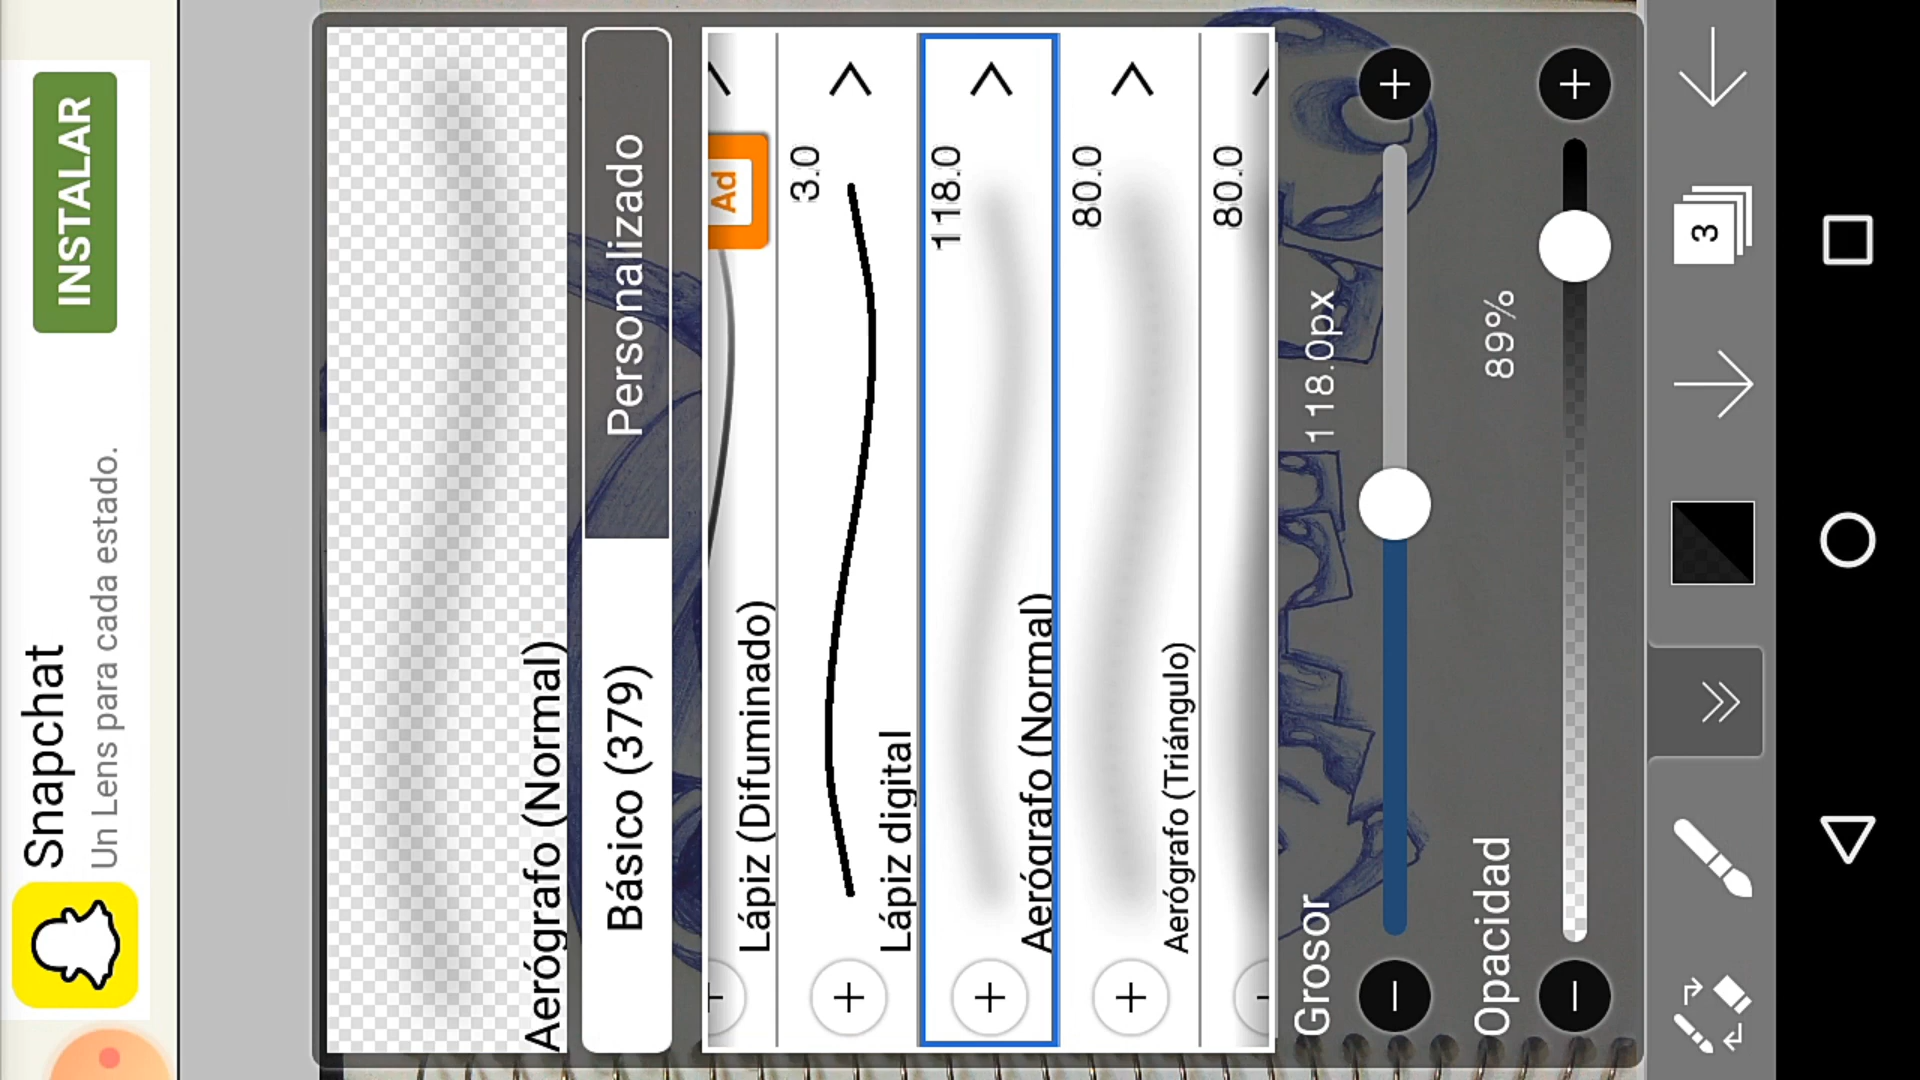 Snapchat
Un Lens para cada estado.
INSTALAR
Aerógrafo (Normal)
Básico (379)
Personalizado
Ad
Lápiz (Difuminado)
3.0
Lápiz digital
118.0
Aerógrafo (Normal)
80.0
Aerógrafo (Triángulo)
80.0
Grosor
118.0px
Opacidad
89%
3